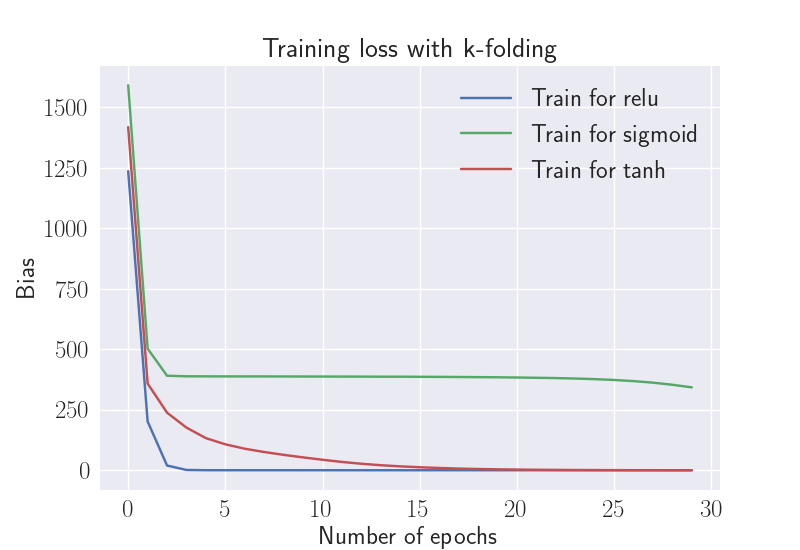 Training loss with k-folding
Train for relu
Train for sigmoid
Train for tanh
1500
1250
1000
750
500
250
0
Bias
0 5 10 15 20 25 30
Number of epochs